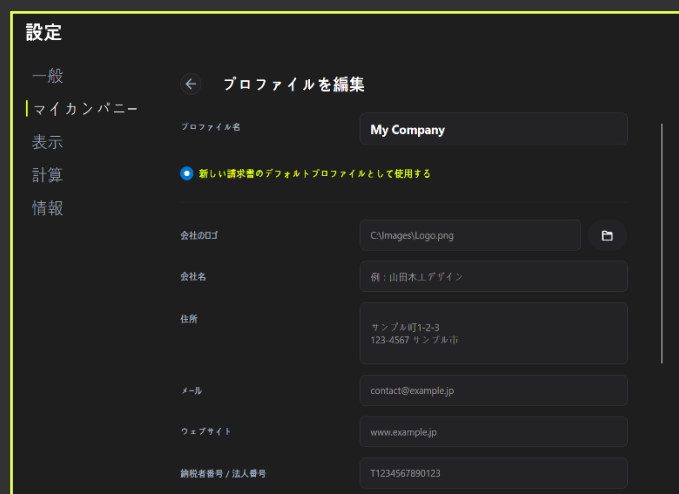 設定
一般
マイカンパニー
表示
計算
情報
プロファイルを編集
プロファイル名
My Company
新しい請求書のデフォルトプロファイルとして使用する
会社のロゴ
C:\Images\Logo.png
会社名
例：山田木工デザイン
住所
サンプル町1-2-3
123-4567 サンプル市
メール
contact@example.jp
ウェブサイト
www.example.jp
納税者番号 / 法人番号
T1234567890123